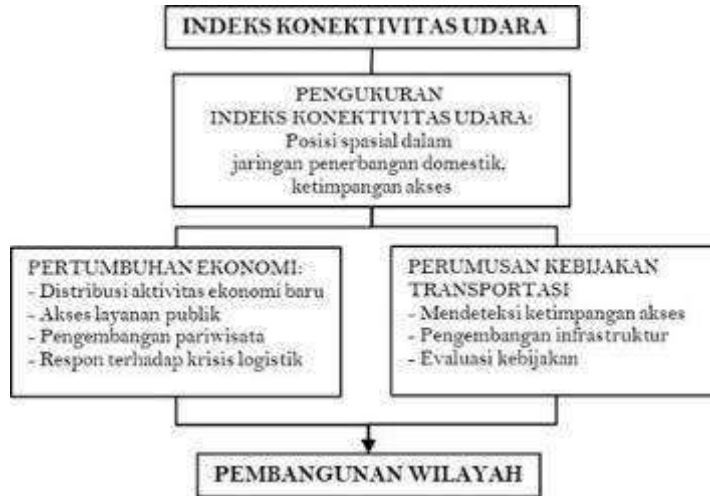 INDEKS KONEKTIVITAS UDARA
PENGUKURAN
INDEKS KONEKTIVITAS UDARA:
Posisi spasial dalam
jaringan penerbangan domestik,
ketimpangan akses
PERTUMBUHAN EKONOMI:
- Distribusi aktivitas ekonomi baru
- Akses layanan publik
- Pengembangan pariwisata
- Respon terhadap krisis logistik
PERUMUSAN KEBIJAKAN
TRANSPORTASI
- Mendeteksi ketimpangan akses
- Pengembangan infrastruktur
- Evaluasi kebijakan
PEMBANGUNAN WILAYAH